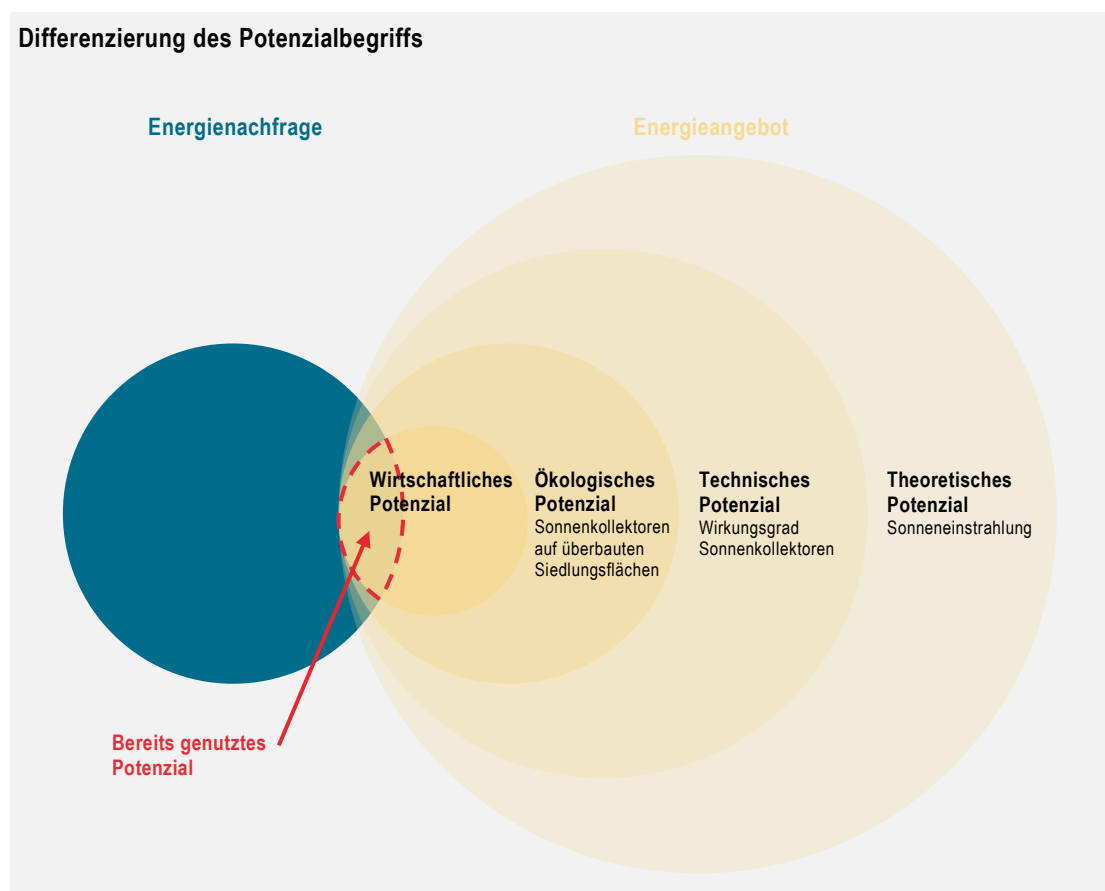 Differenzierung des Potenzialbegriffs
Energienachfrage
Energieangebot
Wirtschaftliches
Potenzial
Ökologisches
Potenzial
Sonnenkollektoren
auf überbauten
Siedlungsflächen
Technisches
Potenzial
Wirkungsgrad
Sonnenkollektoren
Theoretisches
Potenzial
Sonneneinstrahlung
Bereits genutztes
Potenzial